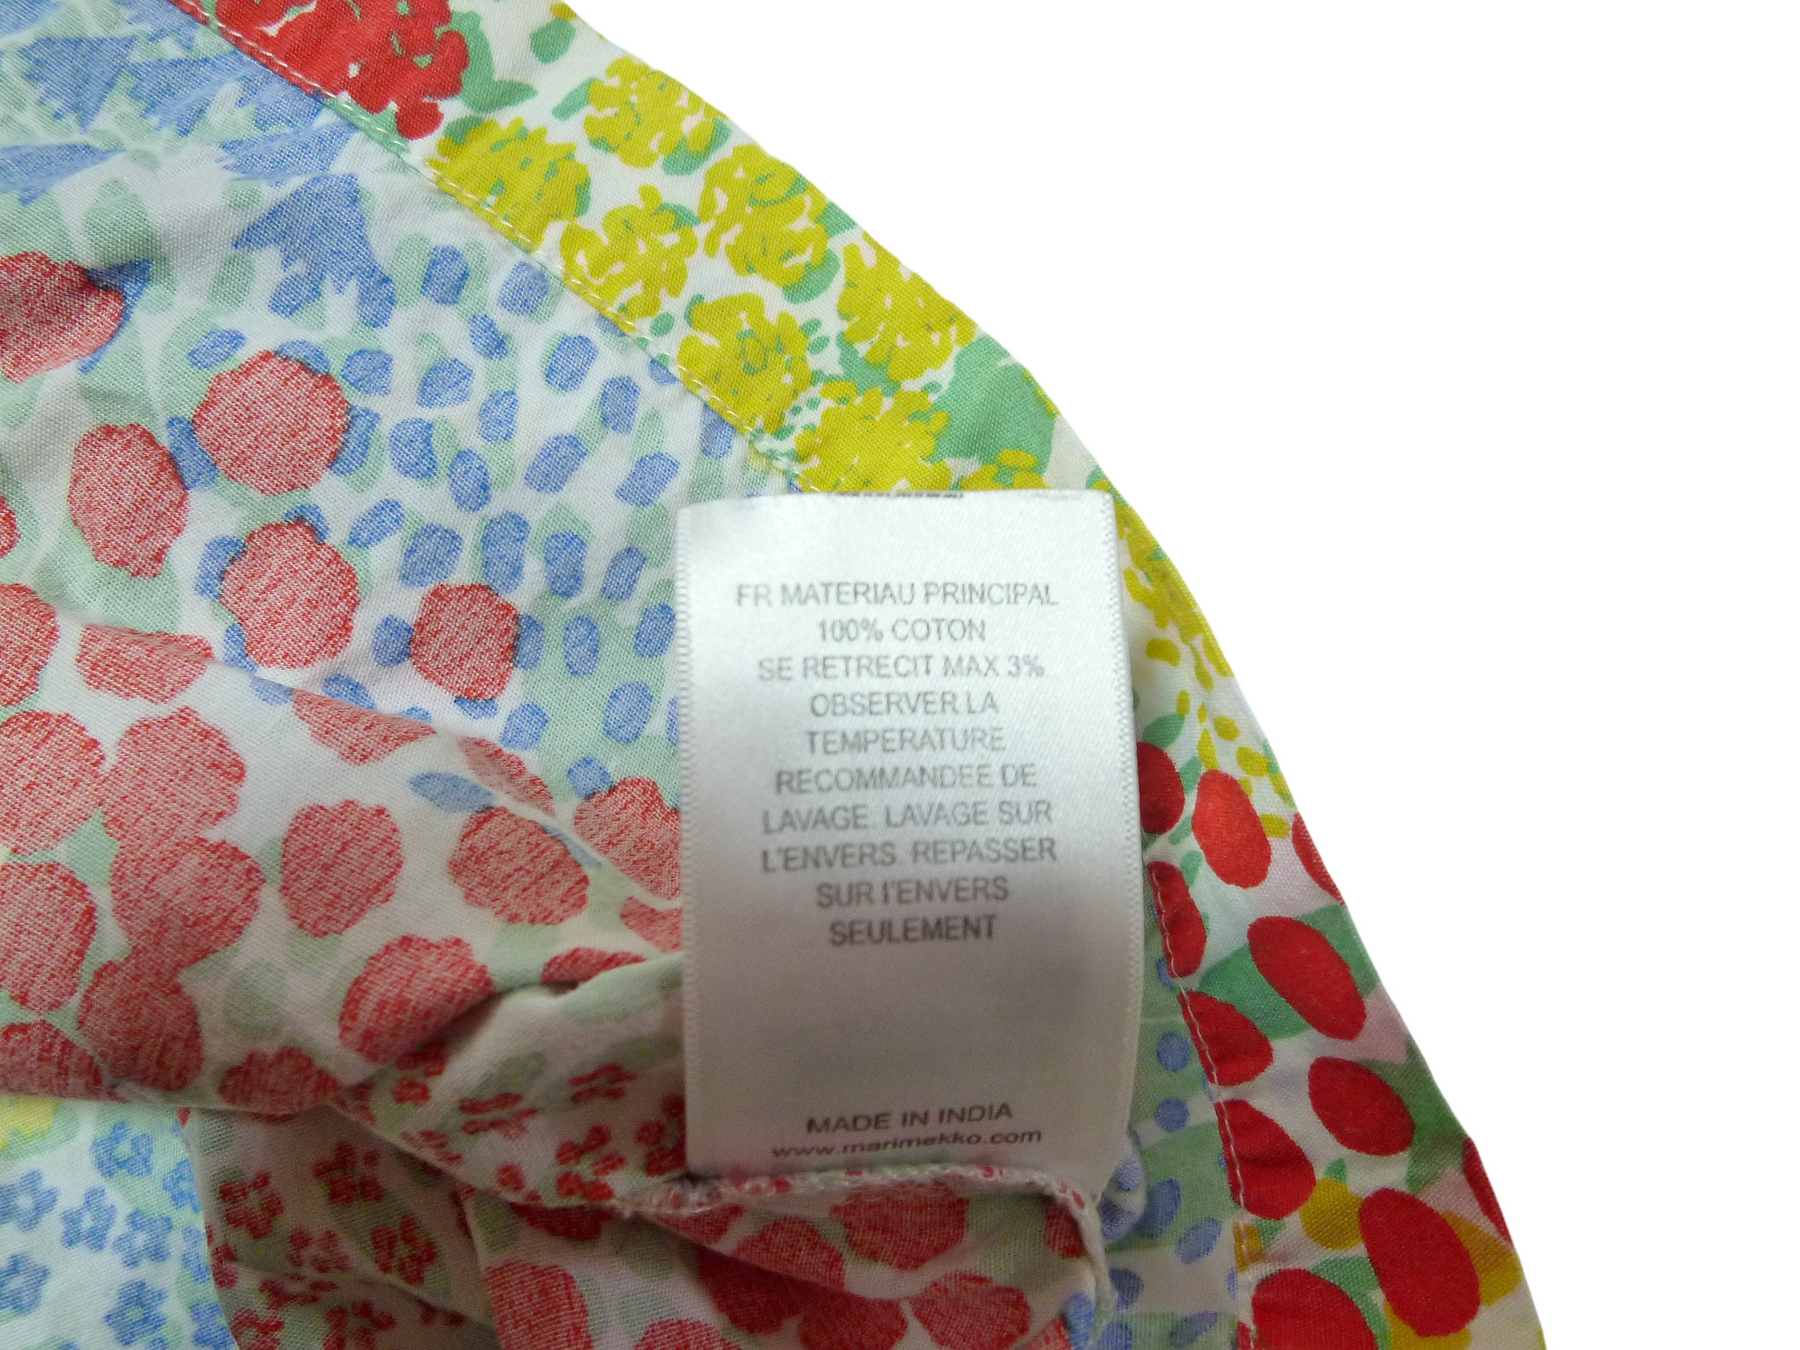 FR MATERIAU PRINCIPAL
100% COTON
SE RETRECIT MAX 3%
OBSERVER LA
TEMPERATURE
RECOMMANDEE DE
LAVAGE. LAVAGE SUR
L'ENVERS. REPASSER
SUR l'ENVERS
SEULEMENT
MADE IN INDIA
www.marimekko.com